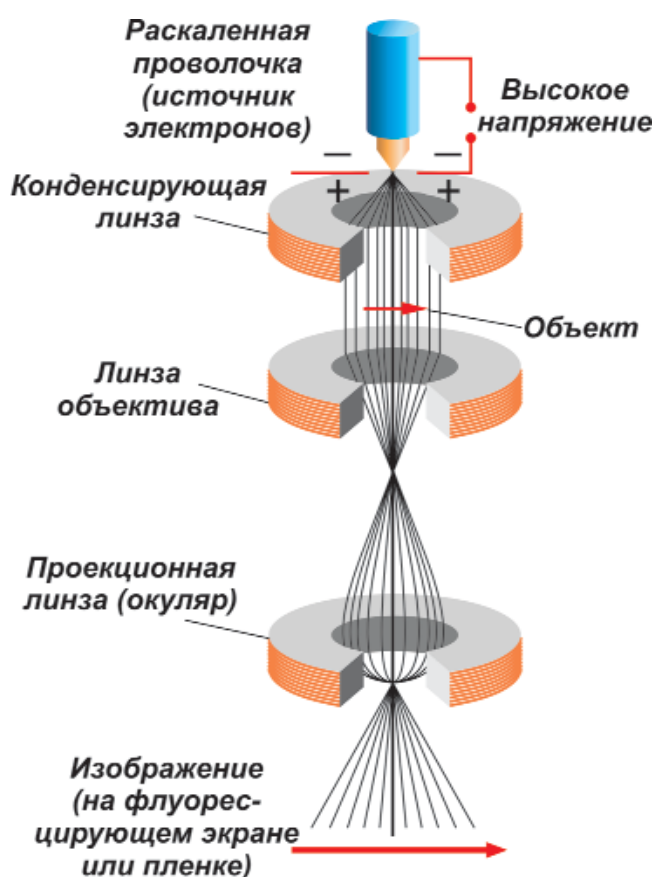 Раскаленная
проволочка
(источник
электронов)
Высокое
напряжение
− −
+ +
Конденсирующая
линза
Объект
Линза
объектива
Проекционная
линза (окуляр)
Изображение
(на флуорес-
цирующем экране
или пленке)